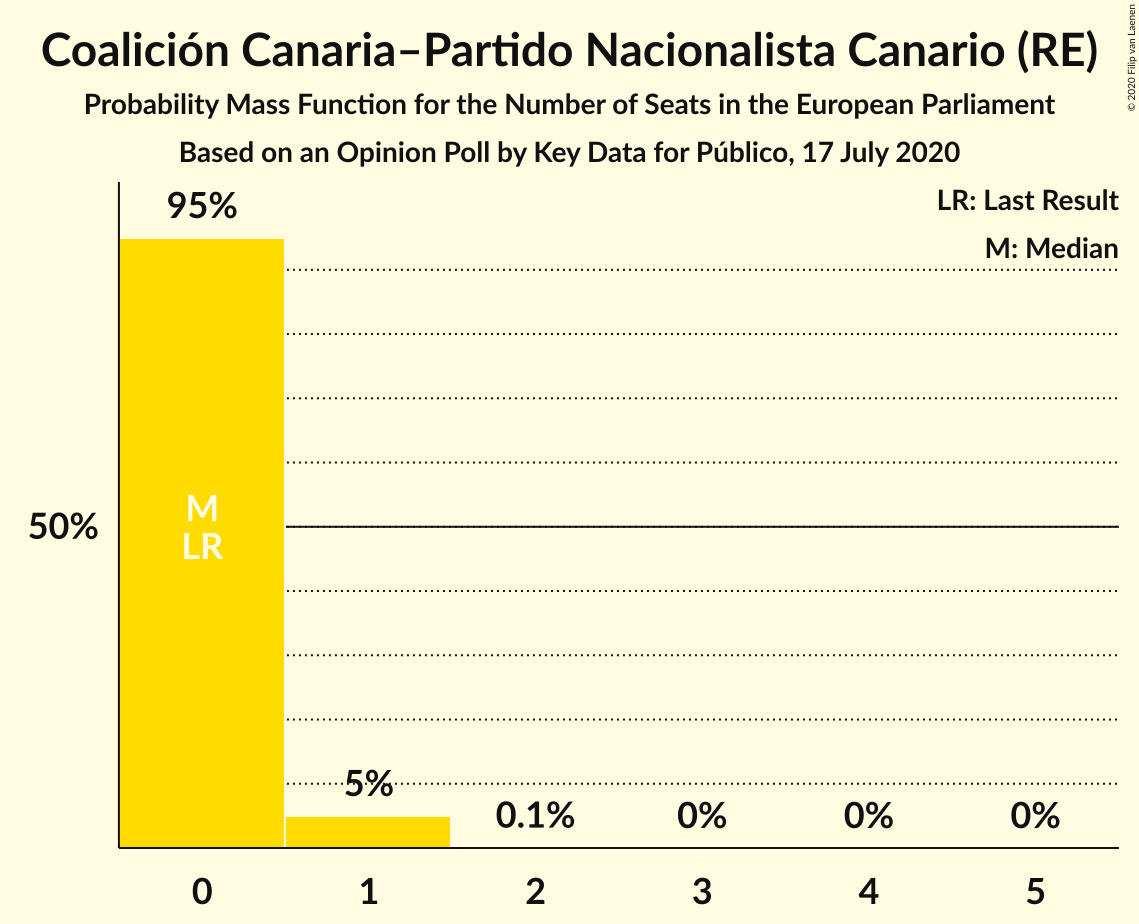 Coalición Canaria–Partido Nacionalista Canario (RE)
Probability Mass Function for the Number of Seats in the European Parliament
Based on an Opinion Poll by Key Data for Público, 17 July 2020
© 2020 Filip van Laenen
LR: Last Result
M: Median
95%
50%
M
LR
5%
0.1%
0%
0%
0%
0
1
2
3
4
5